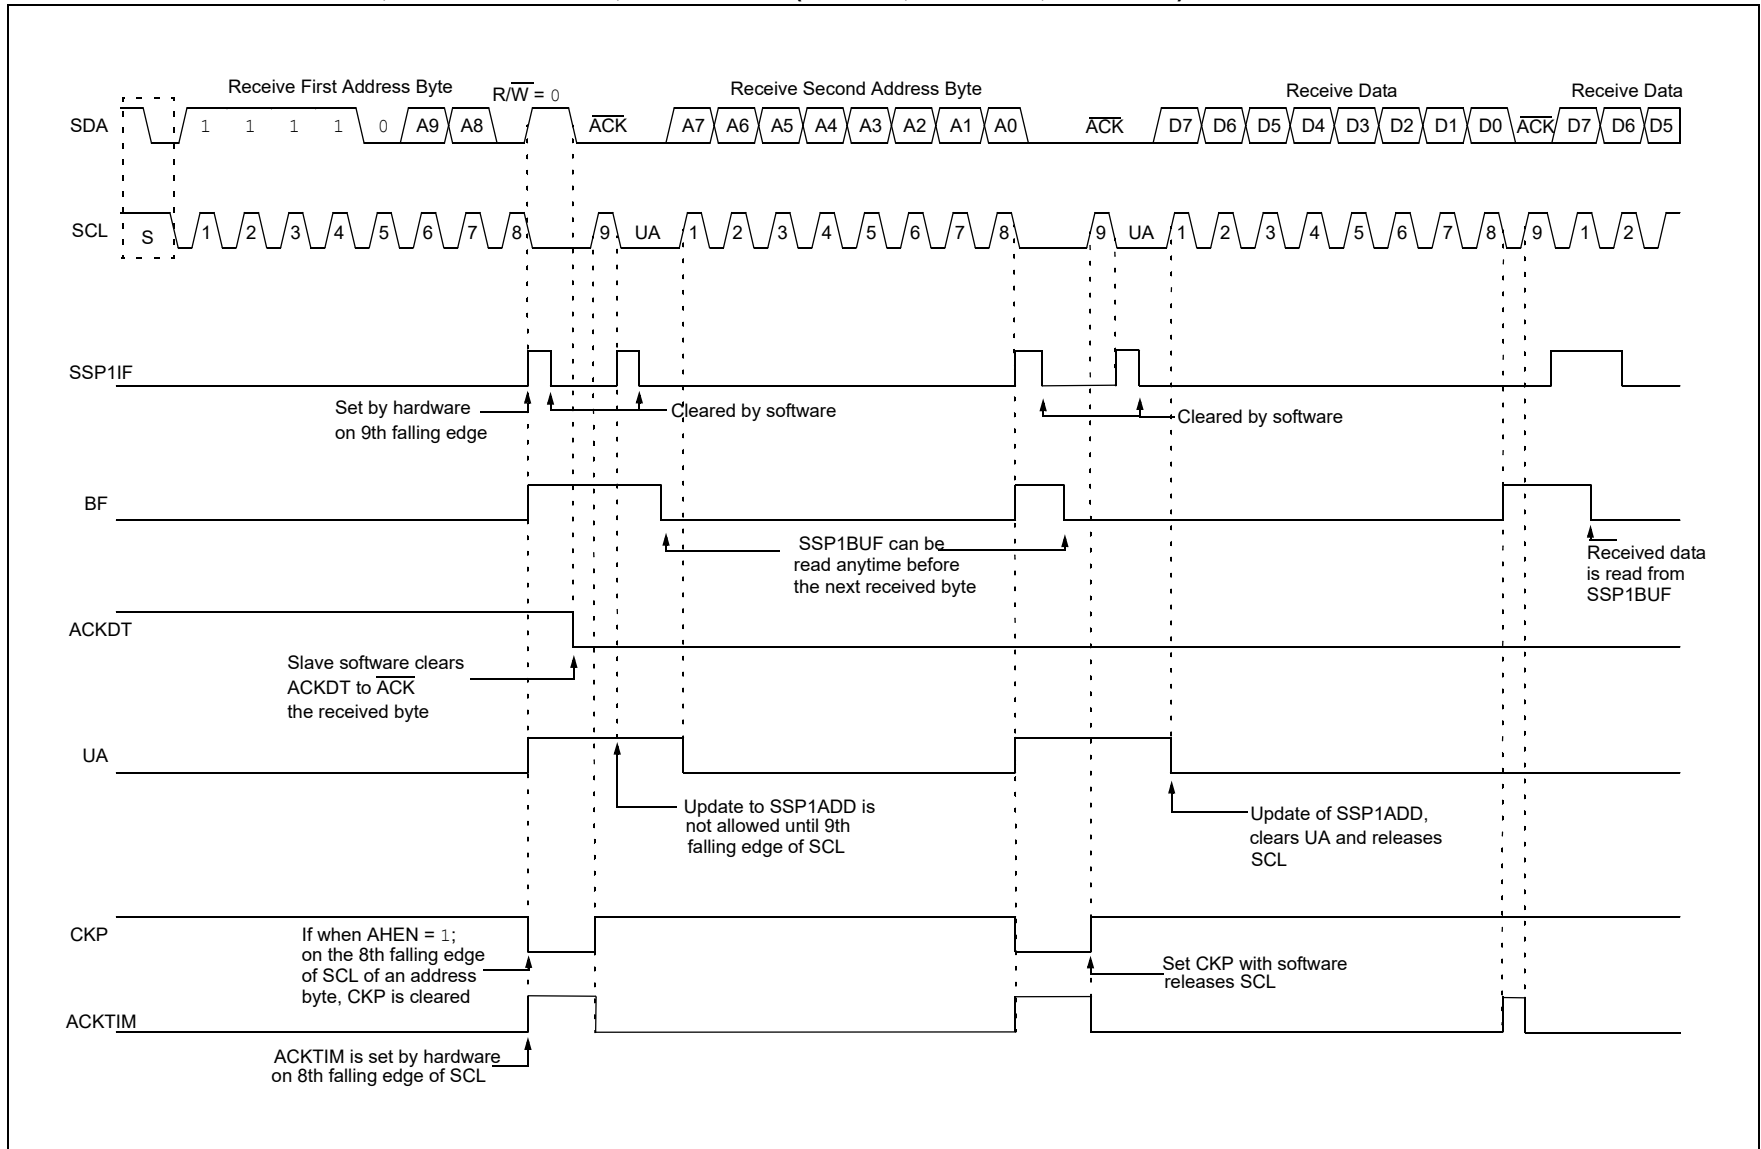 Receive First Address Byte
R/W = 0
Receive Second Address Byte
Receive Data
Receive Data
SDA
1 1 1 1 0 A9 A8
ACK
A7 A6 A5 A4 A3 A2 A1 A0
ACK
D7 D6 D5 D4 D3 D2 D1 D0
ACK
D7 D6 D5
SCL
S
1 2 3 4 5 6 7 8 9 UA 1 2 3 4 5 6 7 8 9 UA 1 2 3 4 5 6 7 8 9 1 2
SSP1IF
Set by hardware
on 9th falling edge
Cleared by software
Cleared by software
BF
SSP1BUF can be
read anytime before
the next received byte
Received data
is read from
SSP1BUF
ACKDT
Slave software clears
ACKDT to ACK
the received byte
UA
Update to SSP1ADD is
not allowed until 9th
falling edge of SCL
Update of SSP1ADD,
clears UA and releases
SCL
CKP
If when AHEN = 1;
on the 8th falling edge
of SCL of an address
byte, CKP is cleared
Set CKP with software
releases SCL
ACKTIM
ACKTIM is set by hardware
on 8th falling edge of SCL